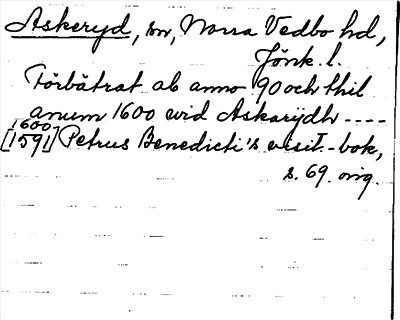 Askeryd, sn, Norra Vedbo hd,
Jönk. l.
Förbätrat ab anno 90 och thil
anum 1600 wid Askarÿdh ----
1600
[1591] Petrus Benedicti's visit.-bok,
s. 69. orig.